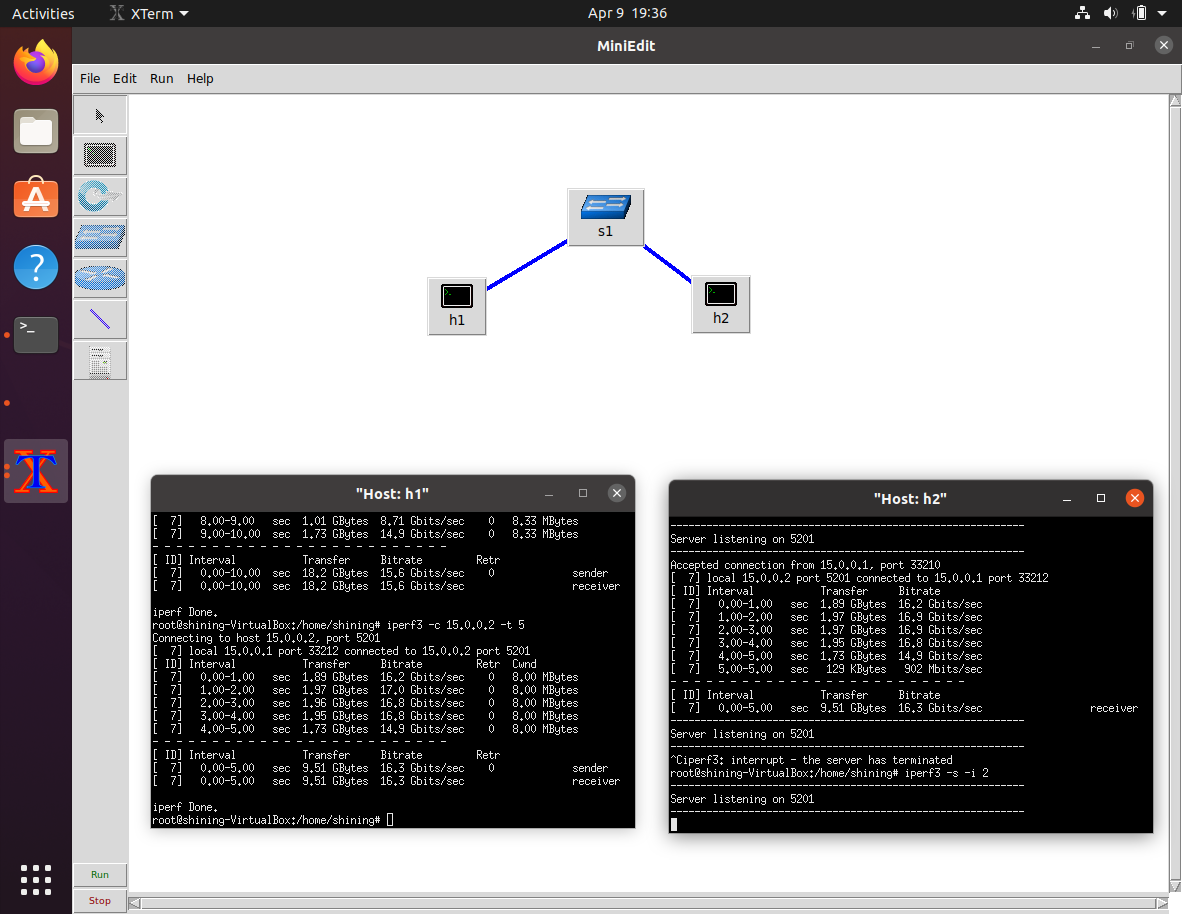 Activities XTerm Apr 9 19:36
MiniEdit
File Edit Run Help
s1
h1
h2
"Host: h1"
[  7]   8.00-9.00   sec  1.01 GBytes  8.71 Gbits/sec    0   8.33 MBytes
[  7]   9.00-10.00  sec  1.73 GBytes  14.9 Gbits/sec    0   8.33 MBytes
- - - - - - - - - - - - - - - - - - - - - - - - -
[ ID] Interval           Transfer     Bitrate         Retr
[  7]   0.00-10.00  sec  18.2 GBytes  15.6 Gbits/sec    0             sender
[  7]   0.00-10.00  sec  18.2 GBytes  15.6 Gbits/sec                  receiver
iperf Done.
root@shining-VirtualBox:/home/shining# iperf3 -c 15.0.0.2 -t 5
Connecting to host 15.0.0.2, port 5201
[  7] local 15.0.0.1 port 33212 connected to 15.0.0.2 port 5201
[ ID] Interval           Transfer     Bitrate         Retr  Cwnd
[  7]   0.00-1.00   sec  1.89 GBytes  16.2 Gbits/sec    0   8.00 MBytes
[  7]   1.00-2.00   sec  1.97 GBytes  17.0 Gbits/sec    0   8.00 MBytes
[  7]   2.00-3.00   sec  1.96 GBytes  16.8 Gbits/sec    0   8.00 MBytes
[  7]   3.00-4.00   sec  1.95 GBytes  16.8 Gbits/sec    0   8.00 MBytes
[  7]   4.00-5.00   sec  1.73 GBytes  14.9 Gbits/sec    0   8.00 MBytes
- - - - - - - - - - - - - - - - - - - - - - - - -
[ ID] Interval           Transfer     Bitrate         Retr
[  7]   0.00-5.00   sec  9.51 GBytes  16.3 Gbits/sec    0             sender
[  7]   0.00-5.00   sec  9.51 GBytes  16.3 Gbits/sec                  receiver
iperf Done.
root@shining-VirtualBox:/home/shining#
"Host: h2"
-----------------------------------------------------------
Server listening on 5201
-----------------------------------------------------------
Accepted connection from 15.0.0.1, port 33210
[  7] local 15.0.0.2 port 5201 connected to 15.0.0.1 port 33212
[ ID] Interval           Transfer     Bitrate
[  7]   0.00-1.00   sec  1.89 GBytes  16.2 Gbits/sec
[  7]   1.00-2.00   sec  1.97 GBytes  16.9 Gbits/sec
[  7]   2.00-3.00   sec  1.97 GBytes  16.9 Gbits/sec
[  7]   3.00-4.00   sec  1.95 GBytes  16.8 Gbits/sec
[  7]   4.00-5.00   sec  1.73 GBytes  14.9 Gbits/sec
[  7]   5.00-5.00   sec   129 KBytes   902 Mbits/sec
- - - - - - - - - - - - - - - - - - - - - - - - -
[ ID] Interval           Transfer     Bitrate
[  7]   0.00-5.00   sec  9.51 GBytes  16.3 Gbits/sec                  receiver
-----------------------------------------------------------
Server listening on 5201
-----------------------------------------------------------
^Ciperf3: interrupt - the server has terminated
root@shining-VirtualBox:/home/shining# iperf3 -s -i 2
-----------------------------------------------------------
Server listening on 5201
-----------------------------------------------------------
Run
Stop